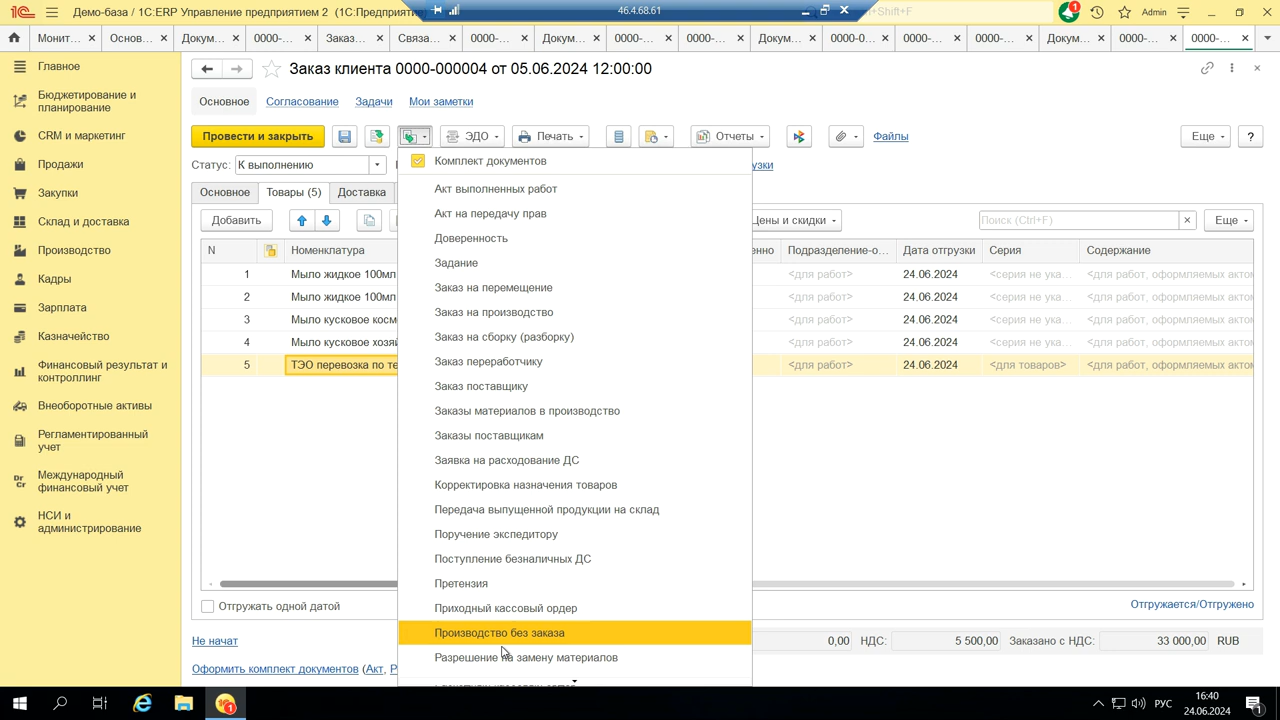 Демо-база / 1С:ERP Управление предприятием 2 (1С:Предприятие
46.4.68.61
+Shift+F
1
Admin
Монит...
Основ...
Докум...
0000-...
Заказ...
Связа...
0000-...
Докум...
0000-...
0000-...
Докум...
0000-0...
0000-...
0000-...
Докум...
0000-...
0000-...
Главное
Бюджетирование и
планирование
CRM и маркетинг
Продажи
Закупки
Склад и доставка
Производство
Кадры
Зарплата
Казначейство
Финансовый результат и
контроллинг
Внеоборотные активы
Регламентированный
учет
Международный
финансовый учет
НСИ и
администрирование
Заказ клиента 0000-000004 от 05.06.2024 12:00:00
Основное
Согласование
Задачи
Мои заметки
Провести и закрыть
ЭДО
Печать
Отчеты
Файлы
Еще
?
Статус:
К выполнению
узки
Основное
Товары (5)
Доставка
Добавить
Цены и скидки
Поиск (Ctrl+F)
Еще
N
Номенклатура
енно
Подразделение-о...
Дата отгрузки
Серия
Содержание
1
Мыло жидкое 100мл
<для работ>
24.06.2024
<серия не ука...
<для работ, оформляемых актом
2
Мыло жидкое 100мл
<для работ>
24.06.2024
<серия не ука...
<для работ, оформляемых актом
3
Мыло кусковое косм
<для работ>
24.06.2024
<серия не ука...
<для работ, оформляемых актом
4
Мыло кусковое хозяй
<для работ>
24.06.2024
<серия не ука...
<для работ, оформляемых актом
5
ТЭО перевозка по те
<для работ>
24.06.2024
<для товаров>
<для работ, оформляемых актом
Комплект документов
Акт выполненных работ
Акт на передачу прав
Доверенность
Задание
Заказ на перемещение
Заказ на производство
Заказ на сборку (разборку)
Заказ переработчику
Заказ поставщику
Заказы материалов в производство
Заказы поставщикам
Заявка на расходование ДС
Корректировка назначения товаров
Передача выпущенной продукции на склад
Поручение экспедитору
Поступление безналичных ДС
Претензия
Приходный кассовый ордер
Производство без заказа
Разрешение на замену материалов
Отгружать одной датой
Отгружается/Отгружено
Не начат
0,00
НДС:
5 500,00
Заказано с НДС:
33 000,00
RUB
Оформить комплект документов (Акт, Р
1
РУС
16:40
24.06.2024
1